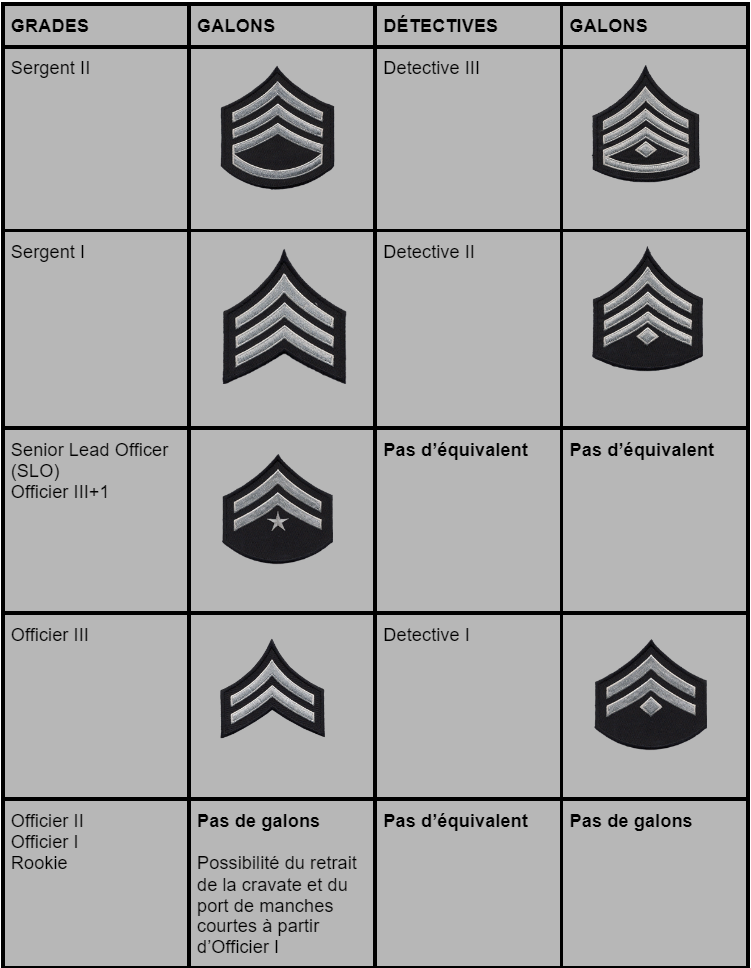 GRADES
GALONS
DÉTECTIVES
GALONS
Sergent II
Detective III
Sergent I
Detective II
Senior Lead Officer
(SLO)
Officier III+1
Pas d’équivalent
Pas d’équivalent
Officier III
Detective I
Officier II
Officier I
Rookie
Pas de galons
Possibilité du retrait
de la cravate et du
port de manches
courtes à partir
d’Officier I
Pas d’équivalent
Pas de galons